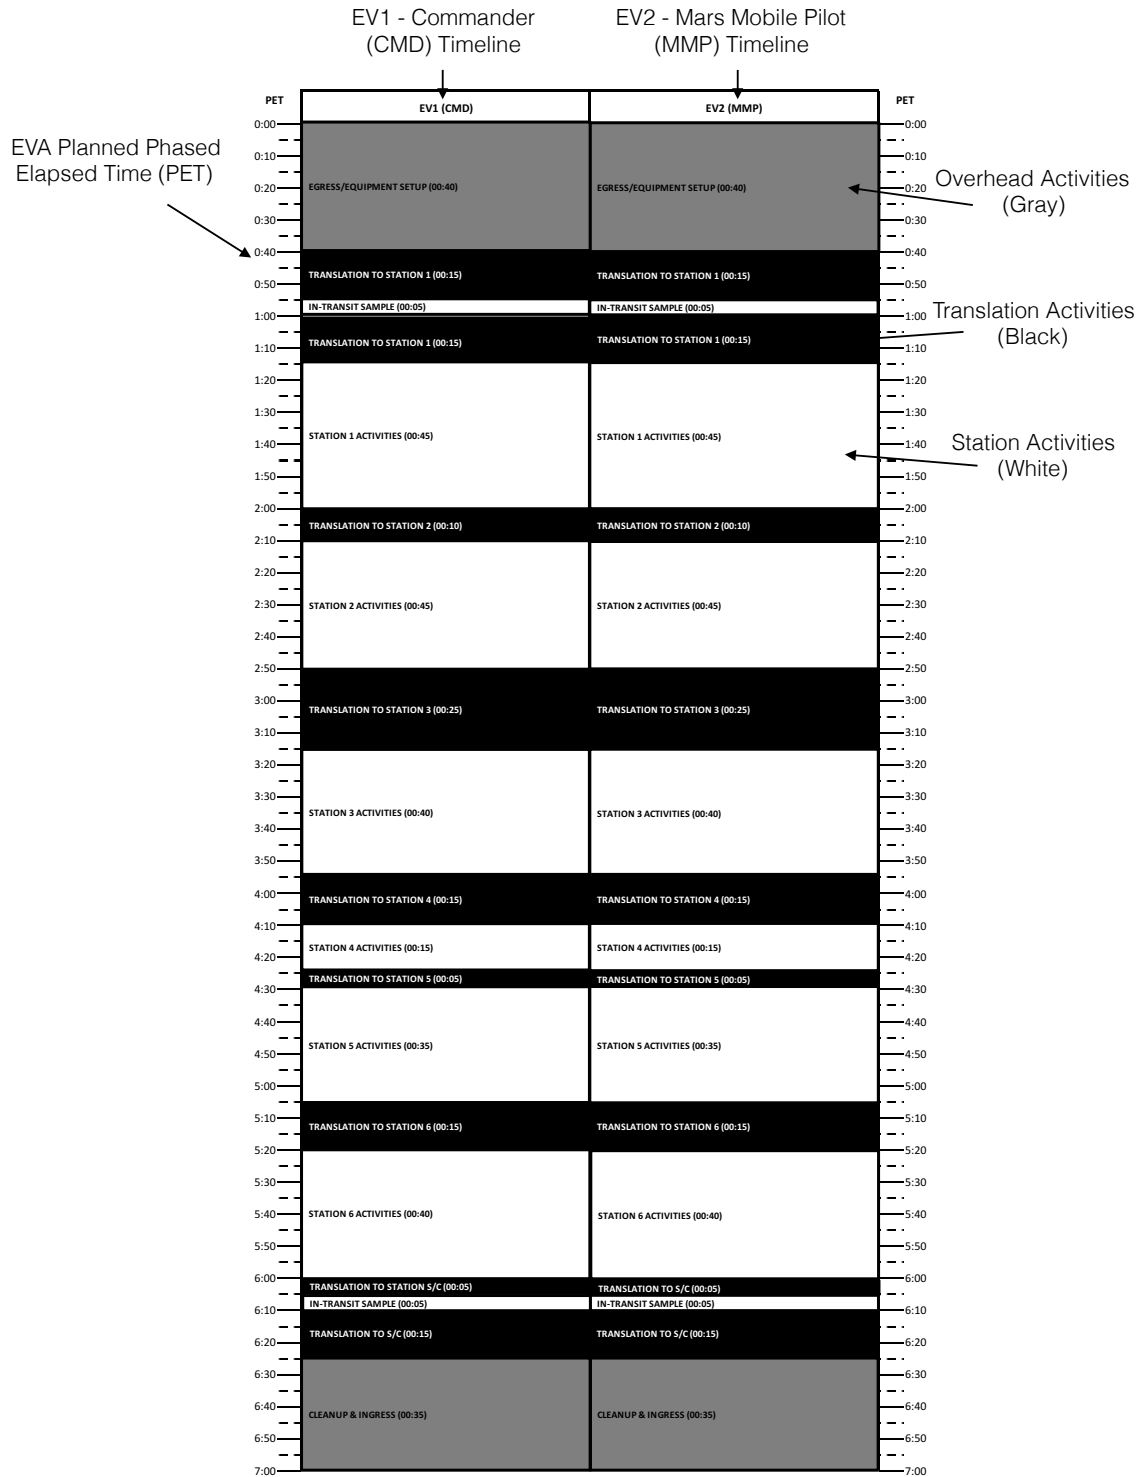 EV1 - Commander
(CMD) Timeline
EV2 - Mars Mobile Pilot
(MMP) Timeline
PET
EV1 (CMD)
EV2 (MMP)
PET
EVA Planned Phased
Elapsed Time (PET)
Overhead Activities
(Gray)
Translation Activities
(Black)
Station Activities
(White)
0:00
0:10
0:20
0:30
0:40
0:50
1:00
1:10
1:20
1:30
1:40
1:50
2:00
2:10
2:20
2:30
2:40
2:50
3:00
3:10
3:20
3:30
3:40
3:50
4:00
4:10
4:20
4:30
4:40
4:50
5:00
5:10
5:20
5:30
5:40
5:50
6:00
6:10
6:20
6:30
6:40
6:50
7:00
EGRESS/EQUIPMENT SETUP (00:40)
TRANSLATION TO STATION 1 (00:15)
IN-TRANSIT SAMPLE (00:05)
TRANSLATION TO STATION 1 (00:15)
STATION 1 ACTIVITIES (00:45)
TRANSLATION TO STATION 2 (00:10)
STATION 2 ACTIVITIES (00:45)
TRANSLATION TO STATION 3 (00:25)
STATION 3 ACTIVITIES (00:40)
TRANSLATION TO STATION 4 (00:15)
STATION 4 ACTIVITIES (00:15)
TRANSLATION TO STATION 5 (00:05)
STATION 5 ACTIVITIES (00:35)
TRANSLATION TO STATION 6 (00:15)
STATION 6 ACTIVITIES (00:40)
TRANSLATION TO STATION S/C (00:05)
IN-TRANSIT SAMPLE (00:05)
TRANSLATION TO S/C (00:15)
CLEANUP & INGRESS (00:35)
EGRESS/EQUIPMENT SETUP (00:40)
TRANSLATION TO STATION 1 (00:15)
IN-TRANSIT SAMPLE (00:05)
TRANSLATION TO STATION 1 (00:15)
STATION 1 ACTIVITIES (00:45)
TRANSLATION TO STATION 2 (00:10)
STATION 2 ACTIVITIES (00:45)
TRANSLATION TO STATION 3 (00:25)
STATION 3 ACTIVITIES (00:40)
TRANSLATION TO STATION 4 (00:15)
STATION 4 ACTIVITIES (00:15)
TRANSLATION TO STATION 5 (00:05)
STATION 5 ACTIVITIES (00:35)
TRANSLATION TO STATION 6 (00:15)
STATION 6 ACTIVITIES (00:40)
TRANSLATION TO S/C (00:05)
IN-TRANSIT SAMPLE (00:05)
TRANSLATION TO S/C (00:15)
CLEANUP & INGRESS (00:35)
0:00
0:10
0:20
0:30
0:40
0:50
1:00
1:10
1:20
1:30
1:40
1:50
2:00
2:10
2:20
2:30
2:40
2:50
3:00
3:10
3:20
3:30
3:40
3:50
4:00
4:10
4:20
4:30
4:40
4:50
5:00
5:10
5:20
5:30
5:40
5:50
6:00
6:10
6:20
6:30
6:40
6:50
7:00